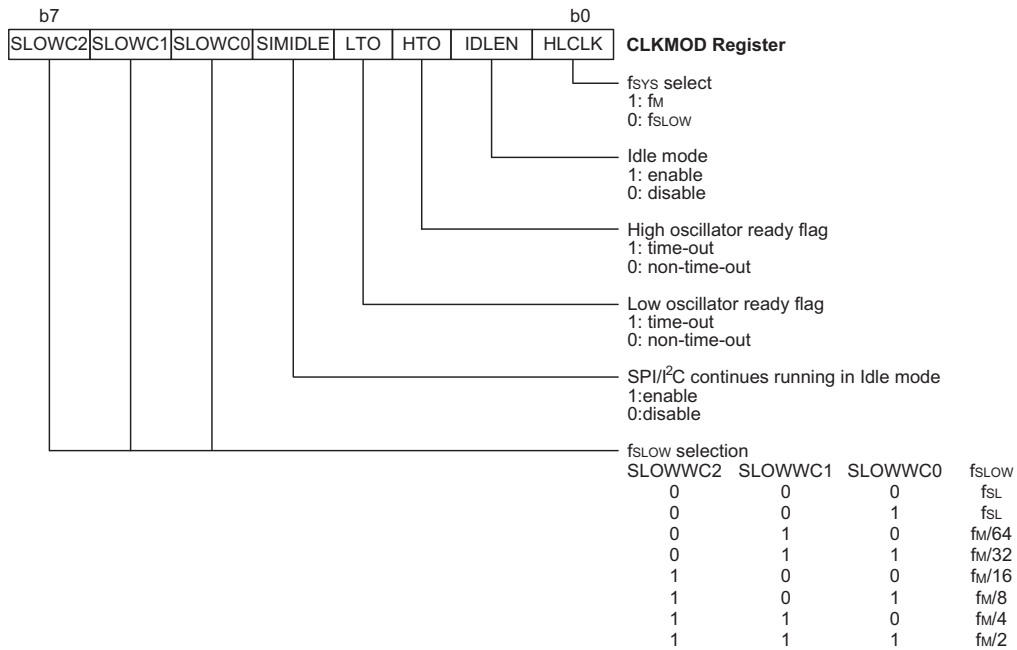 b7 b0
SLOWC2 SLOWC1 SLOWC0 SIMIDLE LTO HTO IDLEN HLCLK CLKMOD Register
fSYS select
1: fM
0: fSLOW
Idle mode
1: enable
0: disable
High oscillator ready flag
1: time-out
0: non-time-out
Low oscillator ready flag
1: time-out
0: non-time-out
SPI/I²C continues running in Idle mode
1:enable
0:disable
fSLOW selection
SLOWWC2 SLOWWC1 SLOWWC0 fSLOW
0 0 0 fSL
0 0 1 fSL
0 1 0 fM/64
0 1 1 fM/32
1 0 0 fM/16
1 0 1 fM/8
1 1 0 fM/4
1 1 1 fM/2